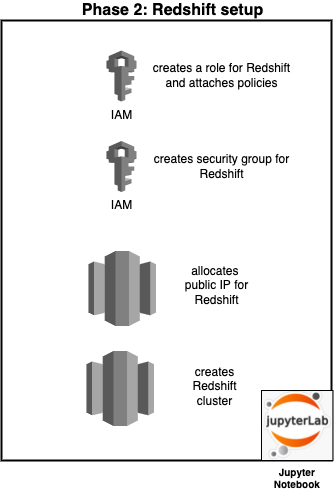 Phase 2: Redshift setup
creates a role for Redshift
and attaches policies
IAM
creates security group for
Redshift
IAM
allocates
public IP for
Redshift
creates
Redshift
cluster
jupyterLab
Jupyter
Notebook